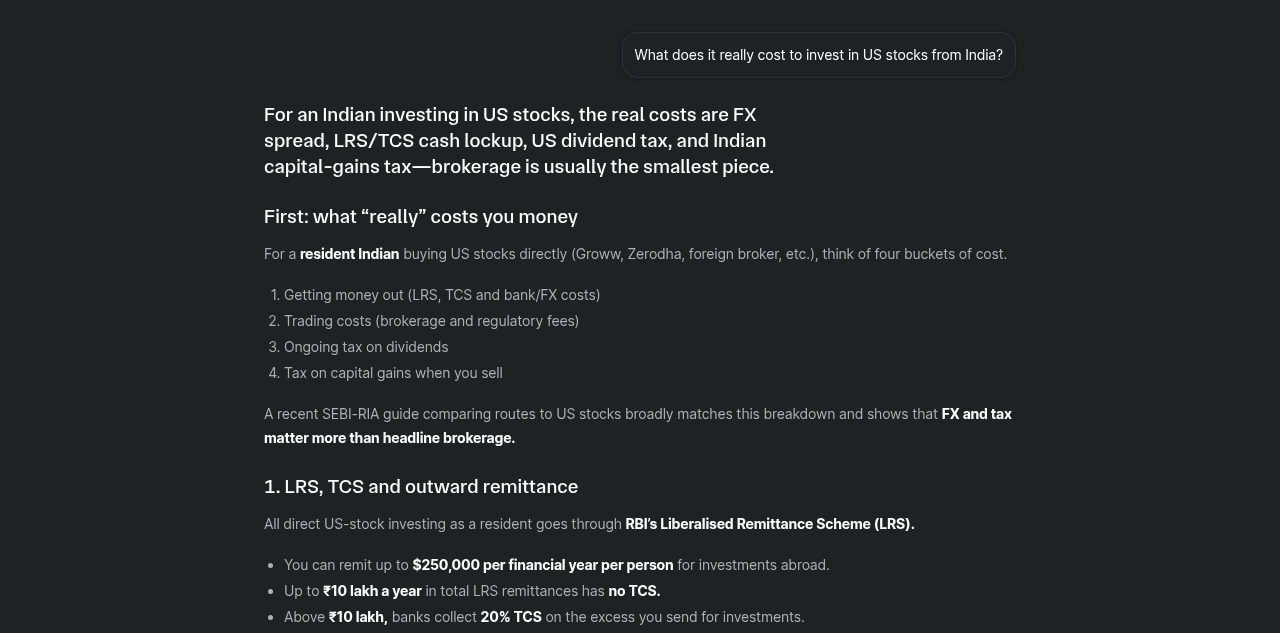 What does it really cost to invest in US stocks from India?
For an Indian investing in US stocks, the real costs are FX
spread, LRS/TCS cash lockup, US dividend tax, and Indian
capital-gains tax—brokerage is usually the smallest piece.
First: what “really” costs you money
For a resident Indian buying US stocks directly (Groww, Zerodha, foreign broker, etc.), think of four buckets of cost.
1. Getting money out (LRS, TCS and bank/FX costs)
2. Trading costs (brokerage and regulatory fees)
3. Ongoing tax on dividends
4. Tax on capital gains when you sell
A recent SEBI-RIA guide comparing routes to US stocks broadly matches this breakdown and shows that FX and tax
matter more than headline brokerage.
1. LRS, TCS and outward remittance
All direct US-stock investing as a resident goes through RBI’s Liberalised Remittance Scheme (LRS).
• You can remit up to $250,000 per financial year per person for investments abroad.
• Up to ₹10 lakh a year in total LRS remittances has no TCS.
• Above ₹10 lakh, banks collect 20% TCS on the excess you send for investments.